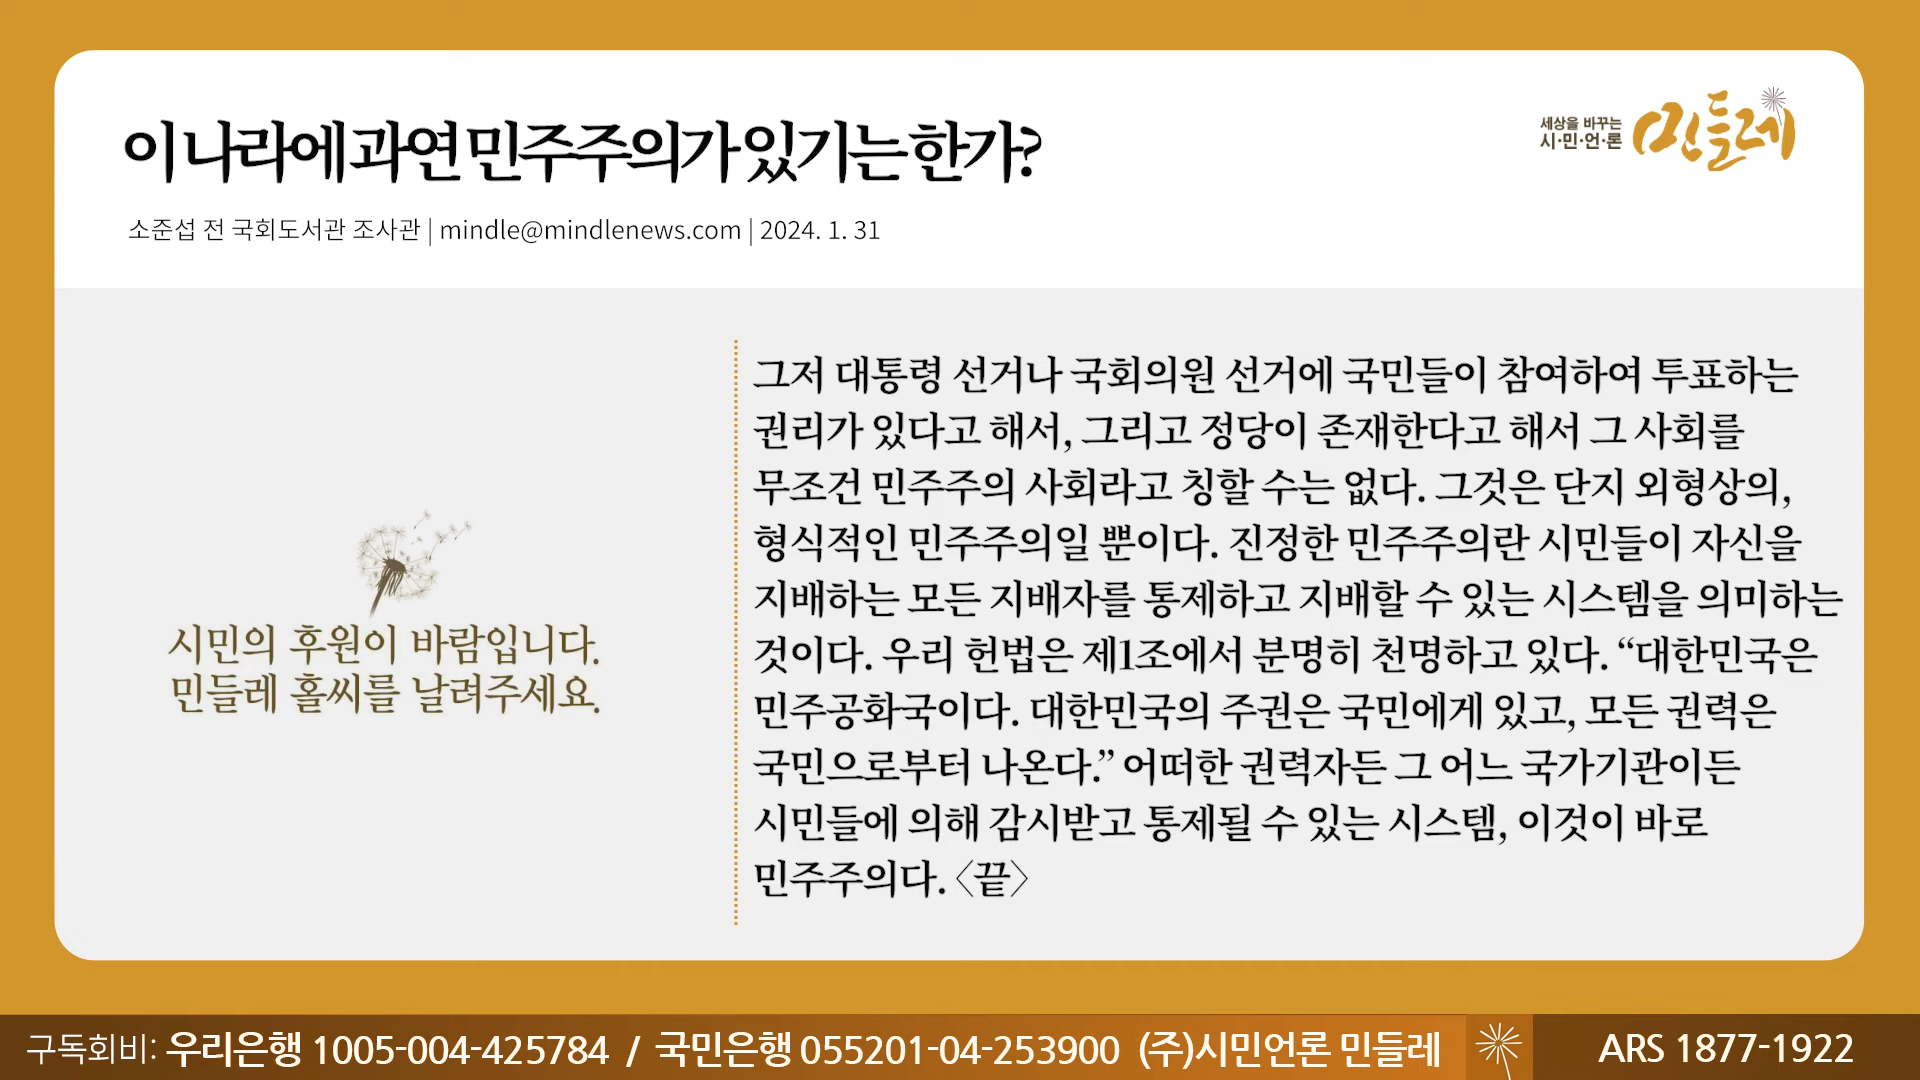 이 나라에 과연 민주주의가 있기는 한가?
세상을 바꾸는
시·민·언·론
민들레
소준섭 전 국회도서관 조사관 | mindle@mindlenews.com | 2024. 1. 31
시민의 후원이 바람입니다.
민들레 홀씨를 날려주세요.
그저 대통령 선거나 국회의원 선거에 국민들이 참여하여 투표하는
권리가 있다고 해서, 그리고 정당이 존재한다고 해서 그 사회를
무조건 민주주의 사회라고 칭할 수는 없다. 그것은 단지 외형상의,
형식적인 민주주의일 뿐이다. 진정한 민주주의란 시민들이 자신을
지배하는 모든 지배자를 통제하고 지배할 수 있는 시스템을 의미하는
것이다. 우리 헌법은 제1조에서 분명히 천명하고 있다. “대한민국은
민주공화국이다. 대한민국의 주권은 국민에게 있고, 모든 권력은
국민으로부터 나온다.” 어떠한 권력자든 그 어느 국가기관이든
시민들에 의해 감시받고 통제될 수 있는 시스템, 이것이 바로
민주주의다. 〈끝〉
구독회비: 우리은행 1005-004-425784 / 국민은행 055201-04-253900 (주)시민언론 민들레
ARS 1877-1922